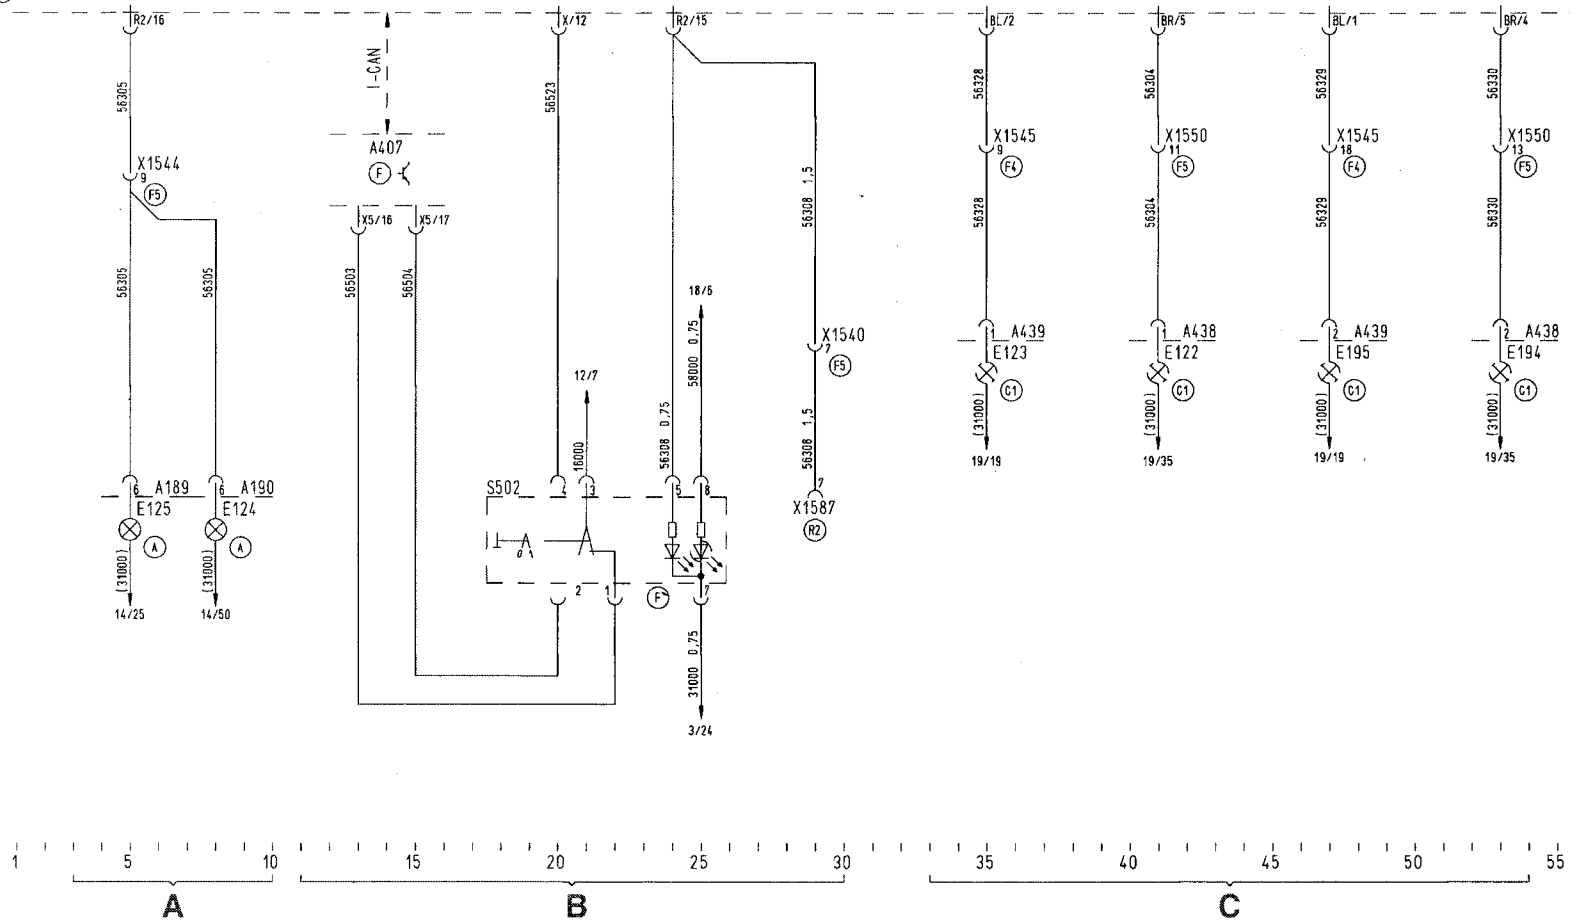 R2/16
X/12
R2/15
BL/2
BR/5
BL/1
BR/4
I-CAN
56305
56523
56328
56304
56329
56330
A407
F
X1544
9
F5
X1545
9
F4
X1550
11
F5
X1545
18
F4
X1550
13
F5
X5/16
X5/17
56308 1,5
56328
56304
56329
56330
56305
56305
56503
56504
18/6
58000 0,75
X1540
7
F5
1 A439
E123
G1
1 A438
E122
G1
2 A439
E195
G1
2 A438
E194
G1
12/7
16000
56308 0,75
56308 1,5
(31000)
(31000)
(31000)
(31000)
19/19
19/35
19/19
19/35
6 A189
E125
A
6 A190
E124
A
S502
4
3
5
8
0 1
7
X1587
R2
(31000)
(31000)
14/25
14/50
2
1
F
7
31000 0,75
3/24
1 5 10 15 20 25 30 35 40 45 50 55
A B C